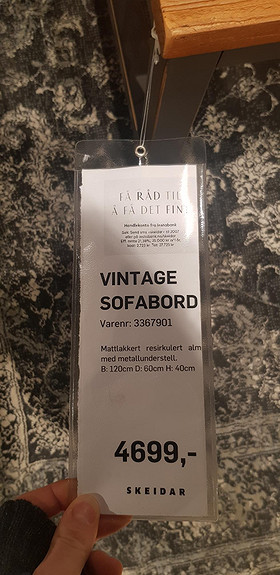 FÅ RÅD TIL
Å FÅ DET FINT
VINTAGE
SOFABORD
Varenr: 3367901
Mattlakkert resirkulert alm
med metallunderstell.
B: 120cm D: 60cm H: 40cm
4699,-
SKEIDAR